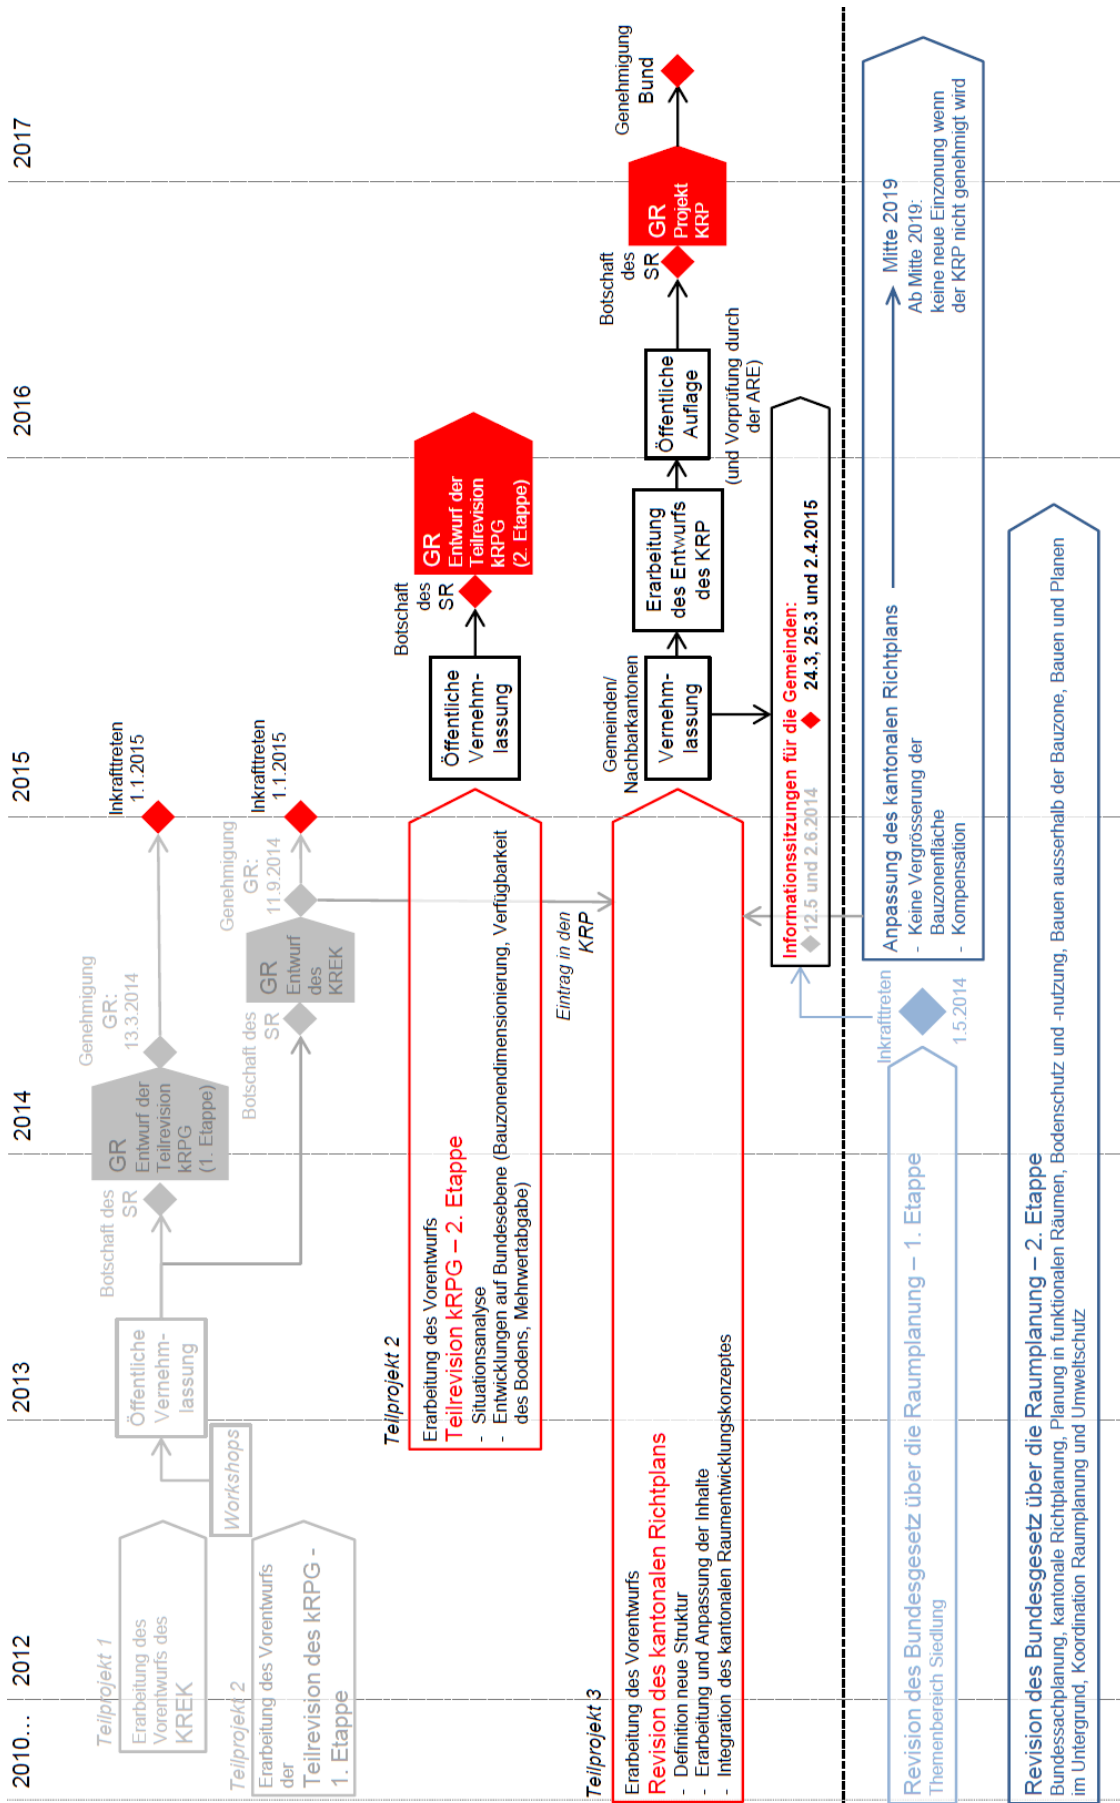 2010...
2012
2013
2014
2015
2016
2017
Teilprojekt 1
Erarbeitung des
Vorentwurfs des
KREK
Teilprojekt 2
Erarbeitung des Vorentwurfs
der
Teilrevision des kRPG -
1. Etappe
Workshops
Öffentliche
Vernehm-
lassung
Botschaft des
SR
GR
Entwurf der
Teilrevision
kRPG
(1. Etappe)
Genehmigung
GR:
13.3.2014
Inkrafttreten
1.1.2015
Botschaft des
SR
GR
Entwurf
des
KREK
Genehmigung
GR:
11.9.2014
Inkrafttreten
1.1.2015
Teilprojekt 2
Erarbeitung des Vorentwurfs
Teilrevision kRPG – 2. Etappe
- Situationsanalyse
- Entwicklungen auf Bundesebene (Bauzonendimensionierung, Verfügbarkeit
des Bodens, Mehrwertabgabe)
Öffentliche
Vernehm-
lassung
Botschaft
des
SR
GR
Entwurf der
Teilrevision
kRPG
(2. Etappe)
Eintrag in den
KRP
Teilprojekt 3
Erarbeitung des Vorentwurfs
Revision des kantonalen Richtplans
- Definition neue Struktur
- Erarbeitung und Anpassung der Inhalte
- Integration des kantonalen Raumentwicklungskonzeptes
Gemeinden/
Nachbarkantonen
Vernehm-
lassung
Erarbeitung
des Entwurfs
des KRP
Öffentliche
Auflage
(und Vorprüfung durch
der ARE)
Botschaft
des
SR
GR
Projekt
KRP
Genehmigung
Bund
Informationssitzungen für die Gemeinden:
12.5 und 2.6.2014 24.3, 25.3 und 2.4.2015
Revision des Bundesgesetz über die Raumplanung – 1. Etappe
Themenbereich Siedlung
Inkrafttreten
1.5.2014
Anpassung des kantonalen Richtplans
- Keine Vergrösserung der
Bauzonenfläche
- Kompensation
Mitte 2019
Ab Mitte 2019:
keine neue Einzonung wenn
der KRP nicht genehmigt wird
Revision des Bundesgesetz über die Raumplanung – 2. Etappe
Bundessachplanung, kantonale Richtplanung, Planung in funktionalen Räumen, Bodenschutz und -nutzung, Bauen ausserhalb der Bauzone, Bauen und Planen
im Untergrund, Koordination Raumplanung und Umweltschutz